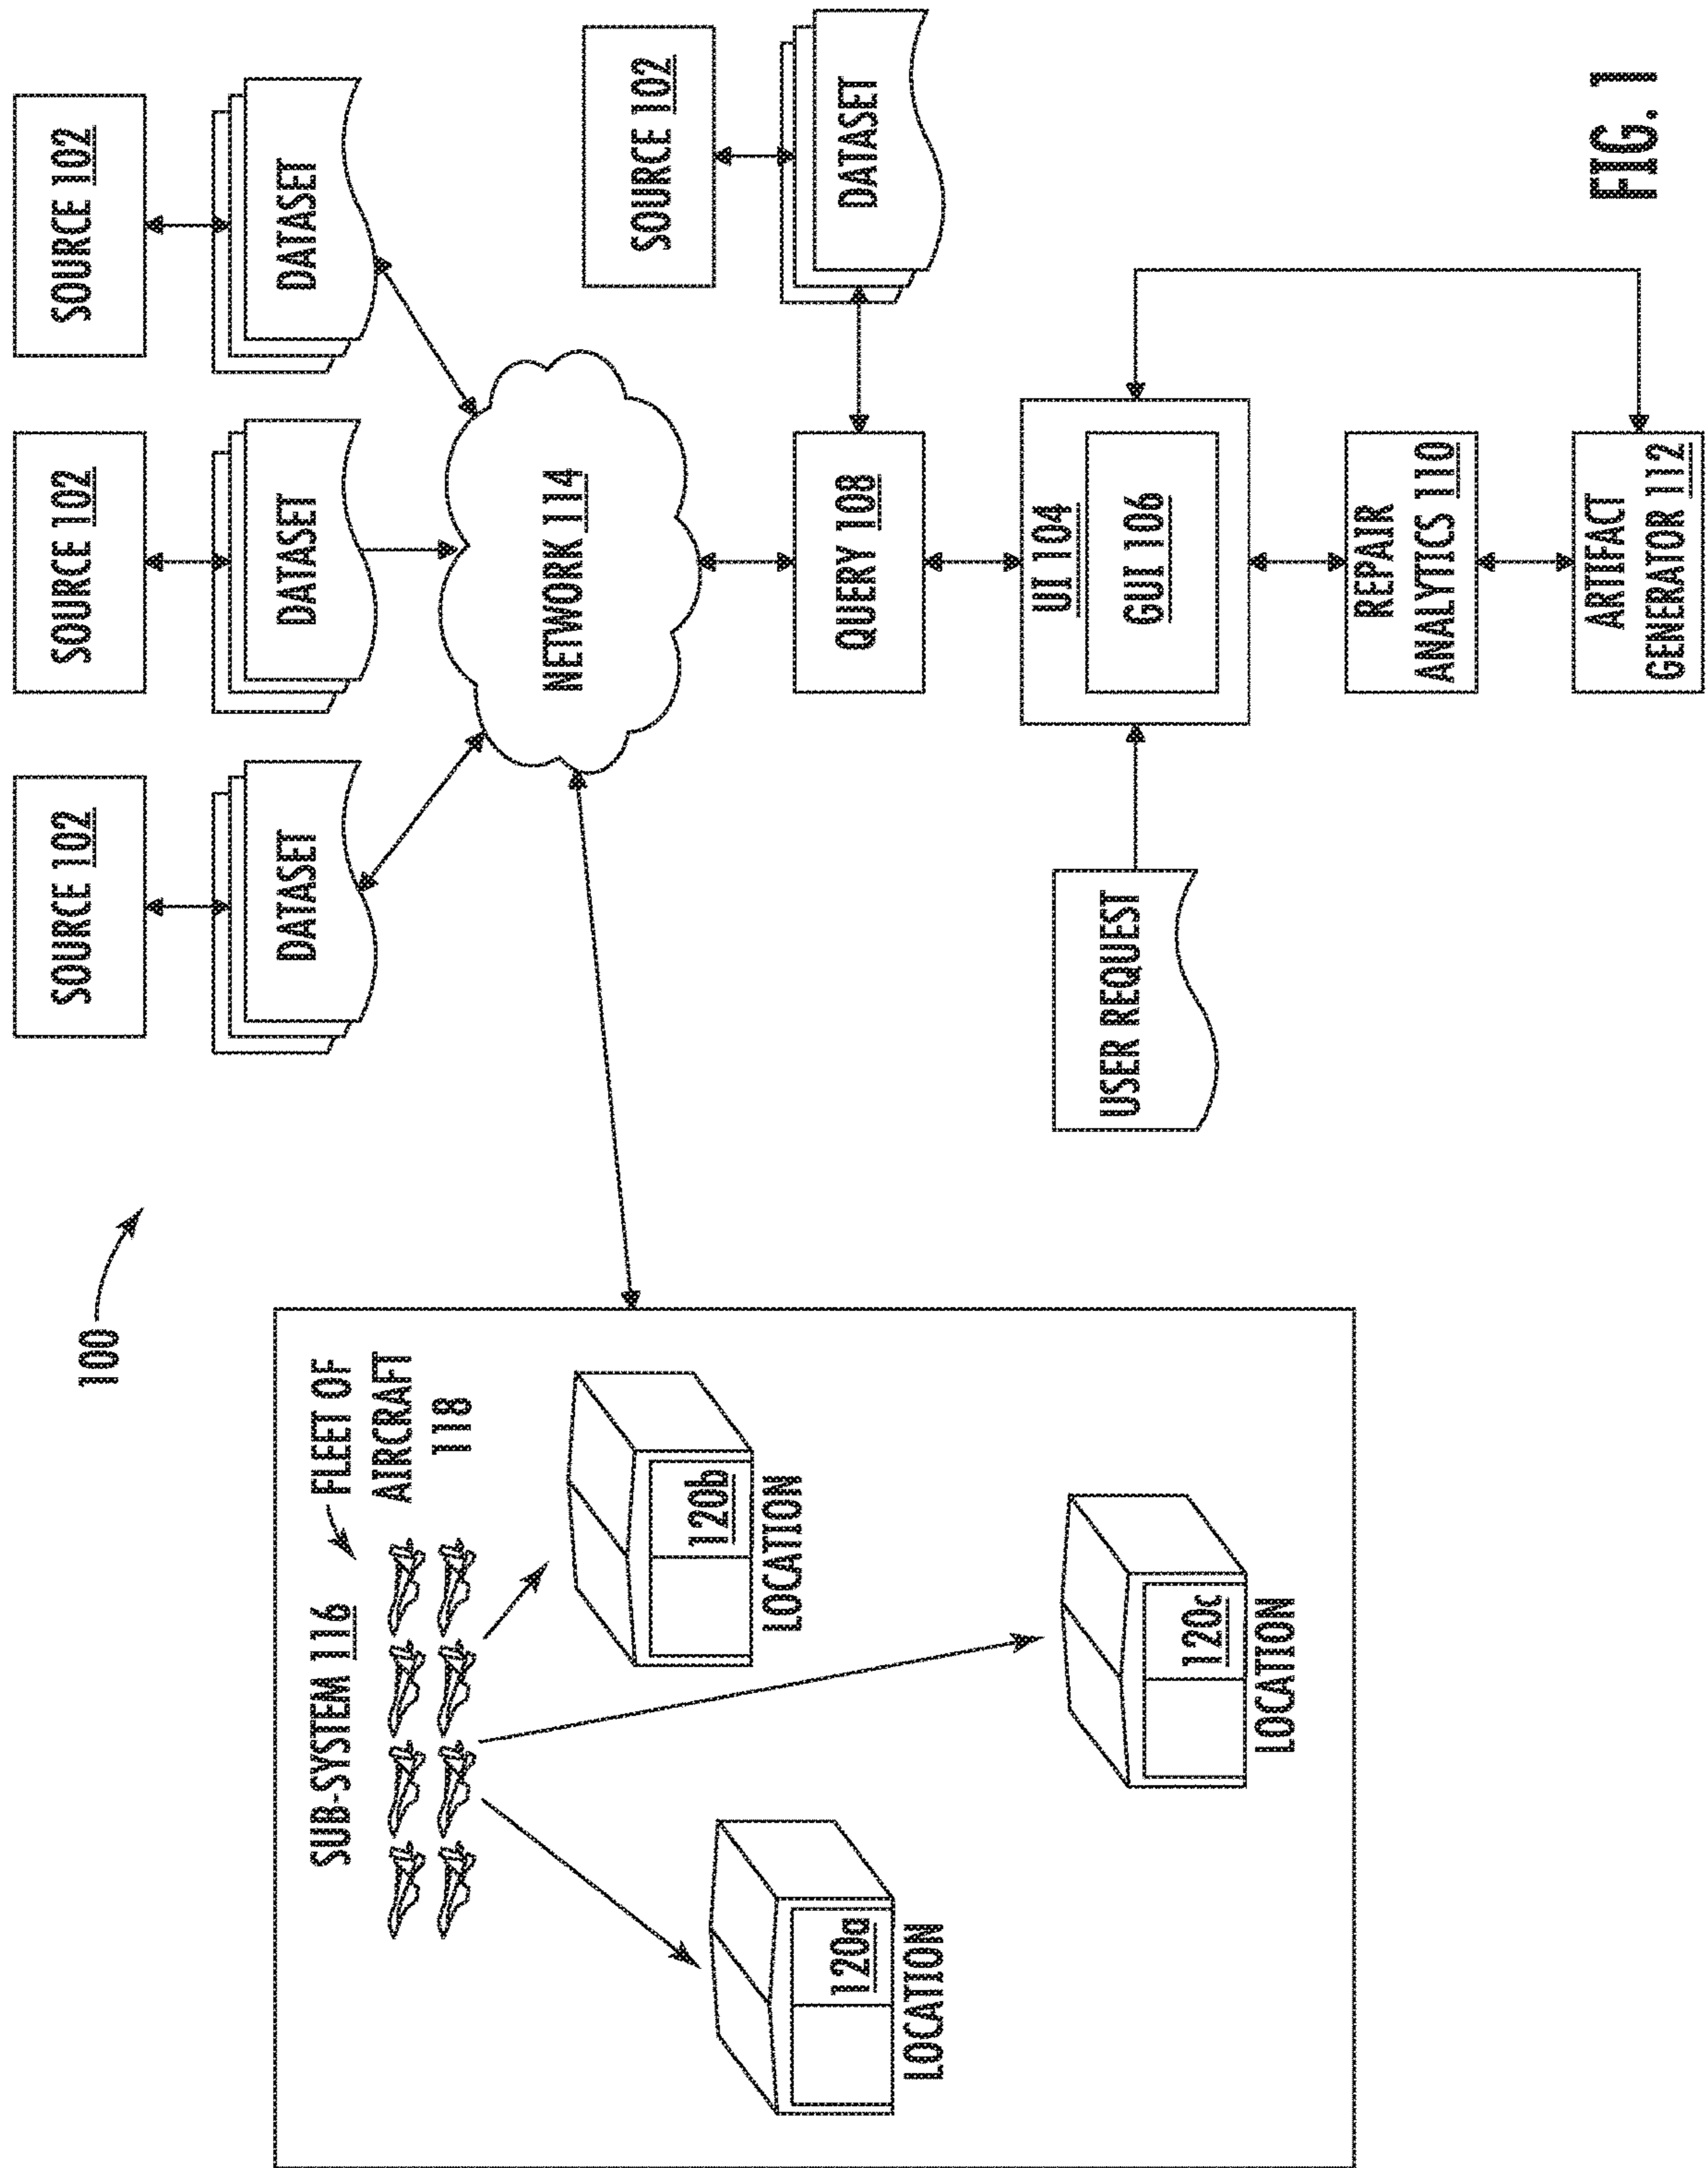 100
SUB-SYSTEM 116
FLEET OF
AIRCRAFT
118
120a
LOCATION
120b
LOCATION
120c
LOCATION
SOURCE 102
SOURCE 102
SOURCE 102
DATASET
DATASET
DATASET
NETWORK 114
SOURCE 102
DATASET
QUERY 108
USER REQUEST
UI 104
GUI 106
REPAIR
ANALYTICS 110
ARTIFACT
GENERATOR 112
FIG. 1